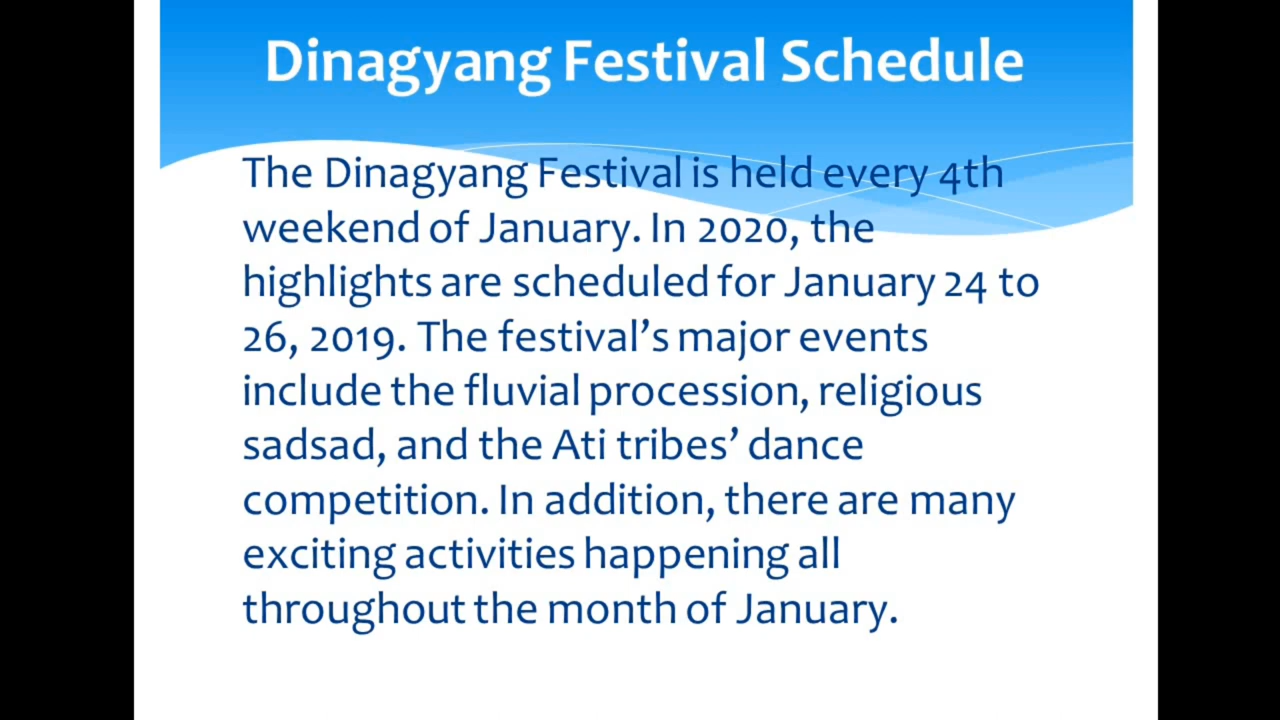 Dinagyang Festival Schedule
The Dinagyang Festival is held every 4th
weekend of January. In 2020, the
highlights are scheduled for January 24 to
26, 2019. The festival’s major events
include the fluvial procession, religious
sadsad, and the Ati tribes’ dance
competition. In addition, there are many
exciting activities happening all
throughout the month of January.